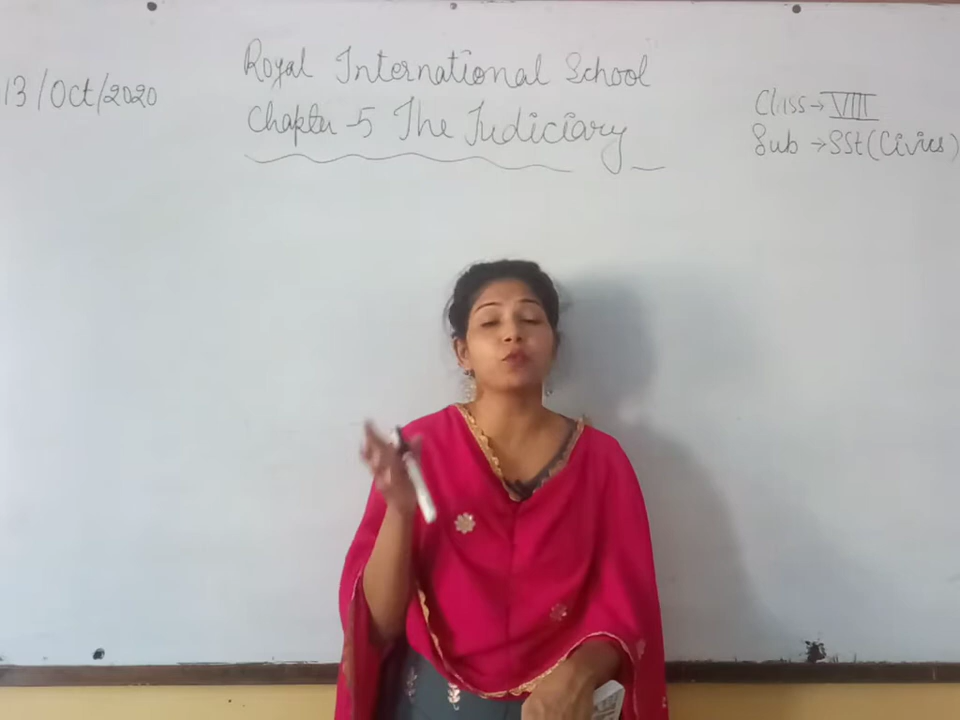 13/Oct/2020
Royal International School
Chapter-5 The Judiciary
Class→VIII
Sub→SSt(Civics)